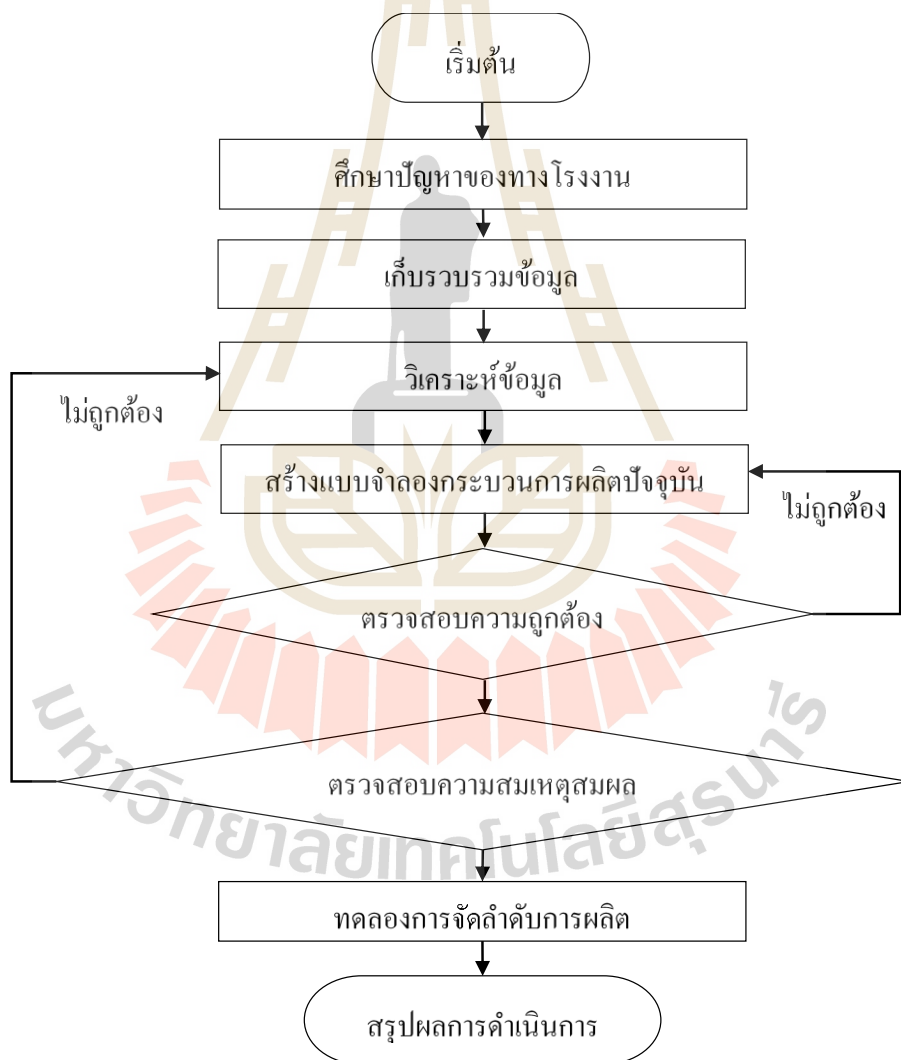 เริ่มต้น
ศึกษาปัญหาของทางโรงงาน
เก็บรวบรวมข้อมูล
วิเคราะห์ข้อมูล
ไม่ถูกต้อง
สร้างแบบจำลองกระบวนการผลิตปัจจุบัน
ไม่ถูกต้อง
ตรวจสอบความถูกต้อง
ตรวจสอบความสมเหตุสมผล
มหาวิทยาลัยเทคโนโลยีสุรนารี
ทดลองการจัดลำดับการผลิต
สรุปผลการดำเนินการ